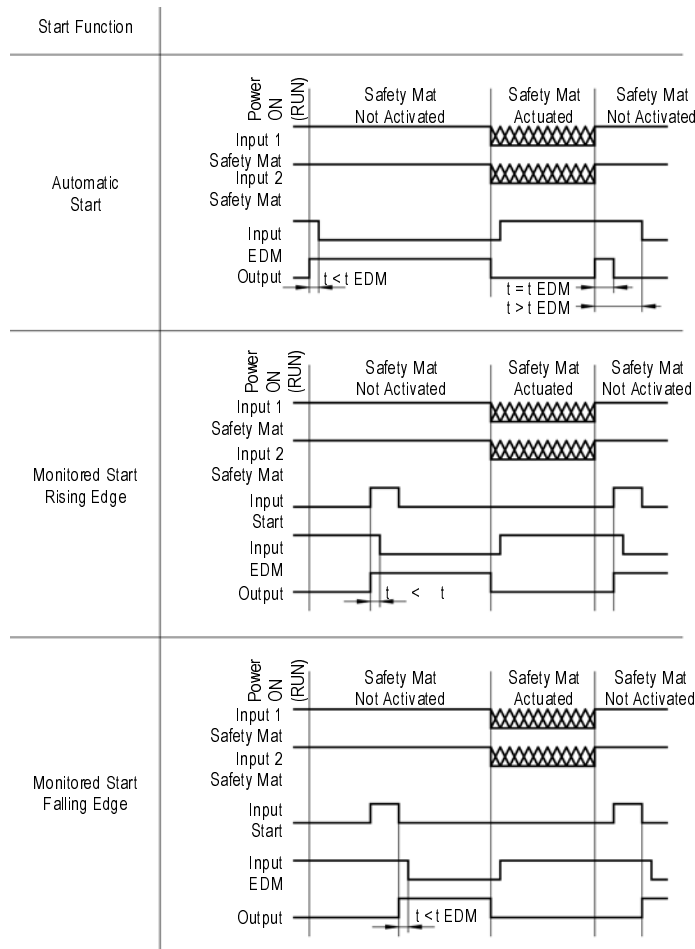 Start Function
Automatic
Start
Power
ON
(RUN)
Safety Mat
Not Activated
Safety Mat
Actuated
Safety Mat
Not Activated
Input 1
Safety Mat
Input 2
Safety Mat
Input
EDM
Output
t < t EDM
t = t EDM
t > t EDM
Monitored Start
Rising Edge
Power
ON
(RUN)
Safety Mat
Not Activated
Safety Mat
Actuated
Safety Mat
Not Activated
Input 1
Safety Mat
Input 2
Safety Mat
Input
Start
Input
EDM
Output
t < t
Monitored Start
Falling Edge
Power
ON
(RUN)
Safety Mat
Not Activated
Safety Mat
Actuated
Safety Mat
Not Activated
Input 1
Safety Mat
Input 2
Safety Mat
Input
Start
Input
EDM
Output
t < t EDM